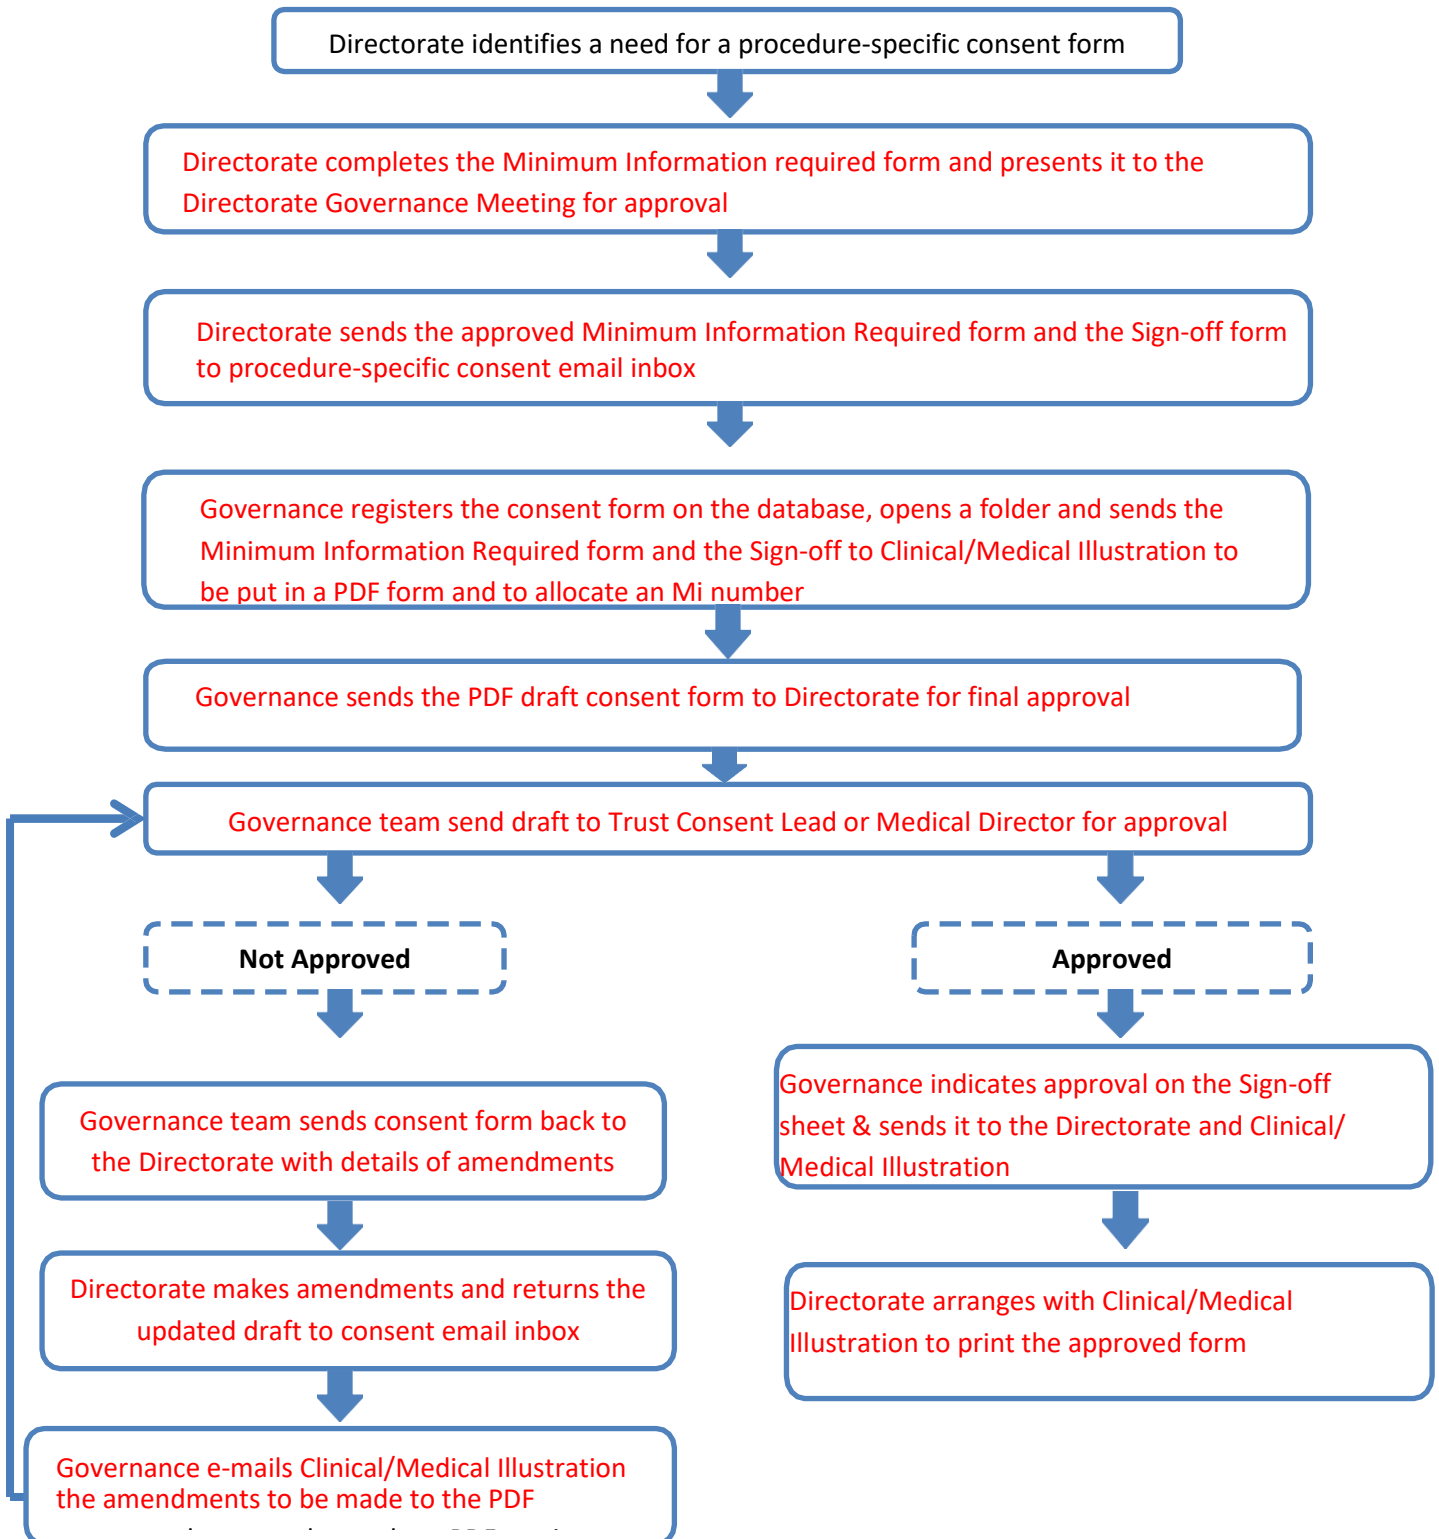 Directorate identifies a need for a procedure-specific consent form
Directorate completes the Minimum Information required form and presents it to the
Directorate Governance Meeting for approval
Directorate sends the approved Minimum Information Required form and the Sign-off form
to procedure-specific consent email inbox
Governance registers the consent form on the database, opens a folder and sends the
Minimum Information Required form and the Sign-off to Clinical/Medical Illustration to
be put in a PDF form and to allocate an Mi number
Governance sends the PDF draft consent form to Directorate for final approval
Governance team send draft to Trust Consent Lead or Medical Director for approval
Not Approved
Approved
Governance team sends consent form back to
the Directorate with details of amendments
Directorate makes amendments and returns the
updated draft to consent email inbox
Governance e-mails Clinical/Medical Illustration
the amendments to be made to the PDF
Governance indicates approval on the Sign-off
sheet & sends it to the Directorate and Clinical/
Medical Illustration
Directorate arranges with Clinical/Medical
Illustration to print the approved form